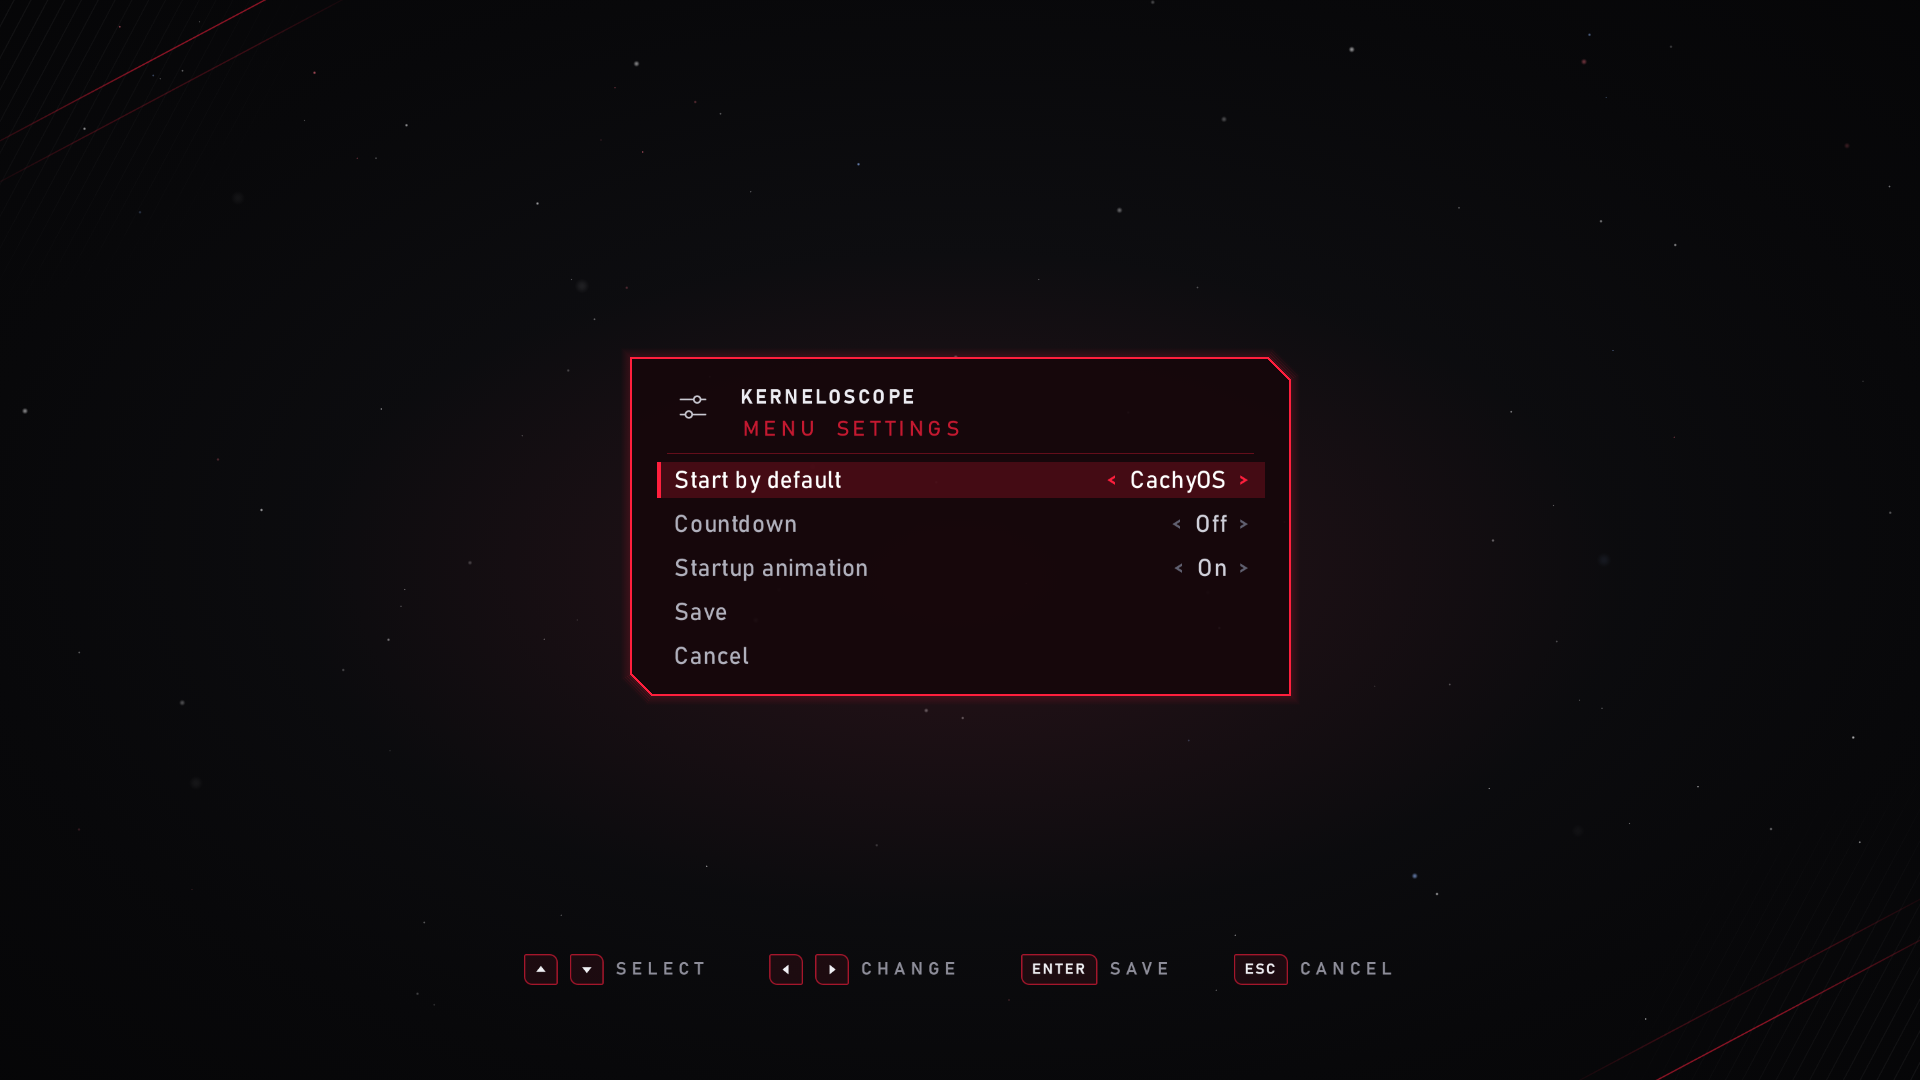 KERNELOSCOPE
MENU SETTINGS
Start by default < CachyOS >
Countdown < Off >
Startup animation < On >
Save
Cancel
SELECT CHANGE ENTER SAVE ESC CANCEL